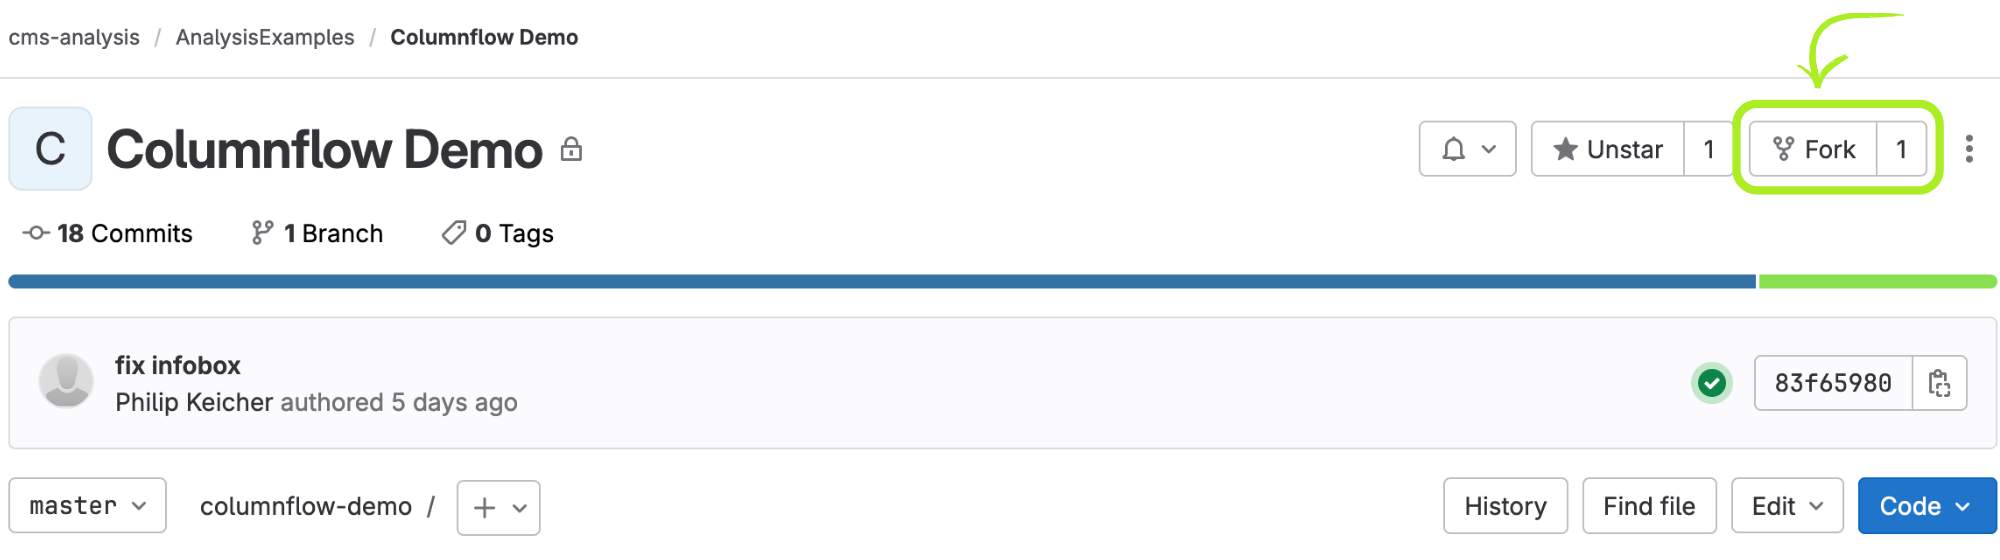 cms-analysis / AnalysisExamples / Columnflow Demo
C Columnflow Demo
Unstar 1 Fork 1
18 Commits 1 Branch 0 Tags
fix infobox
Philip Keicher authored 5 days ago
83f65980
master columnflow-demo / +
History Find file Edit Code